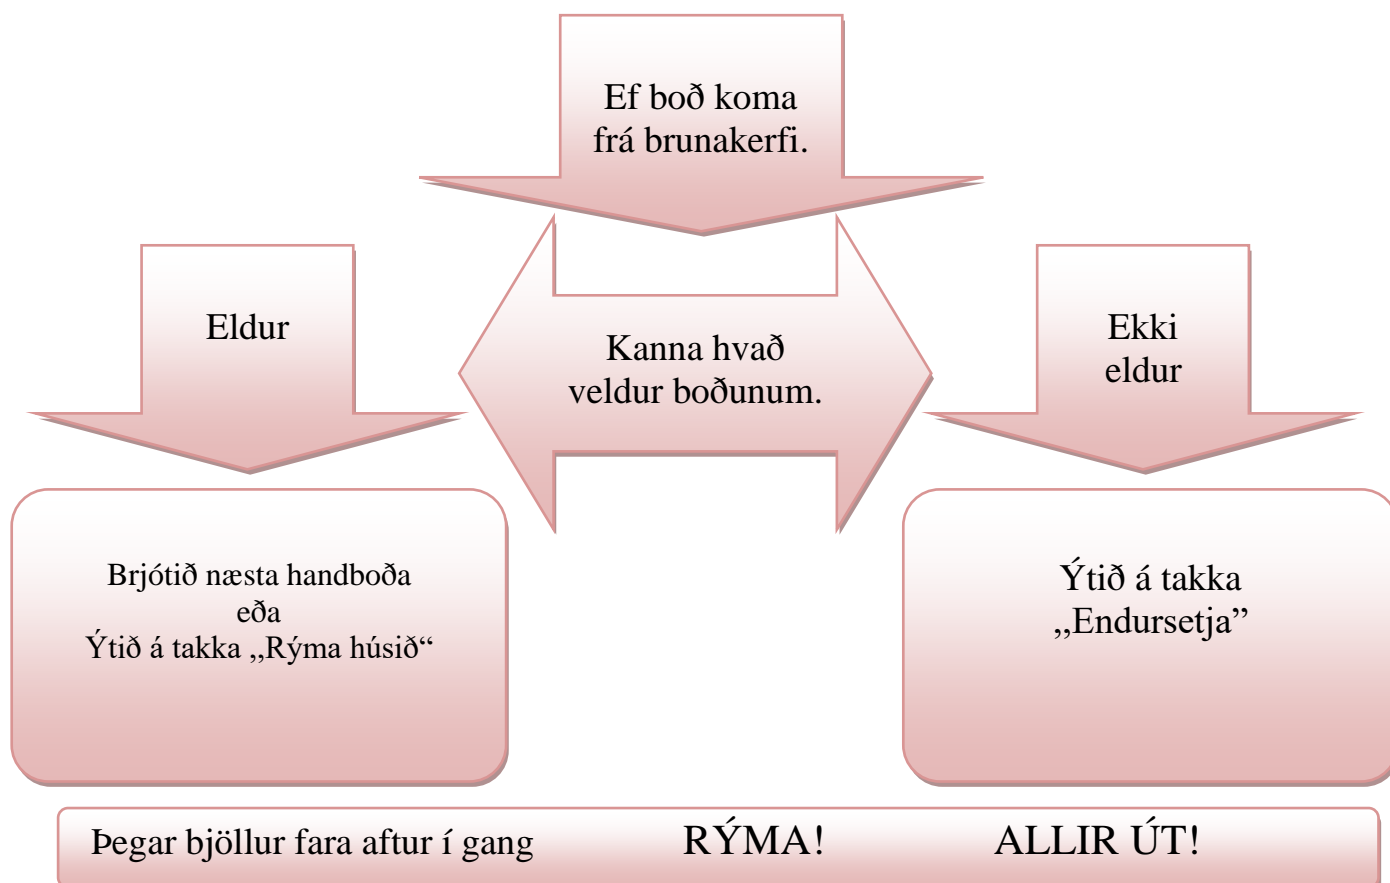 Ef boð koma
frá brunakerfi.
Eldur
Kanna hvað
veldur boðunum.
Ekki
eldur
Brjótið næsta handboða
eða
Ýtið á takka ,,Rýma húsið“
Ýtið á takka
,,Endursetja”
Þegar bjöllur fara aftur í gang RÝMA! ALLIR ÚT!